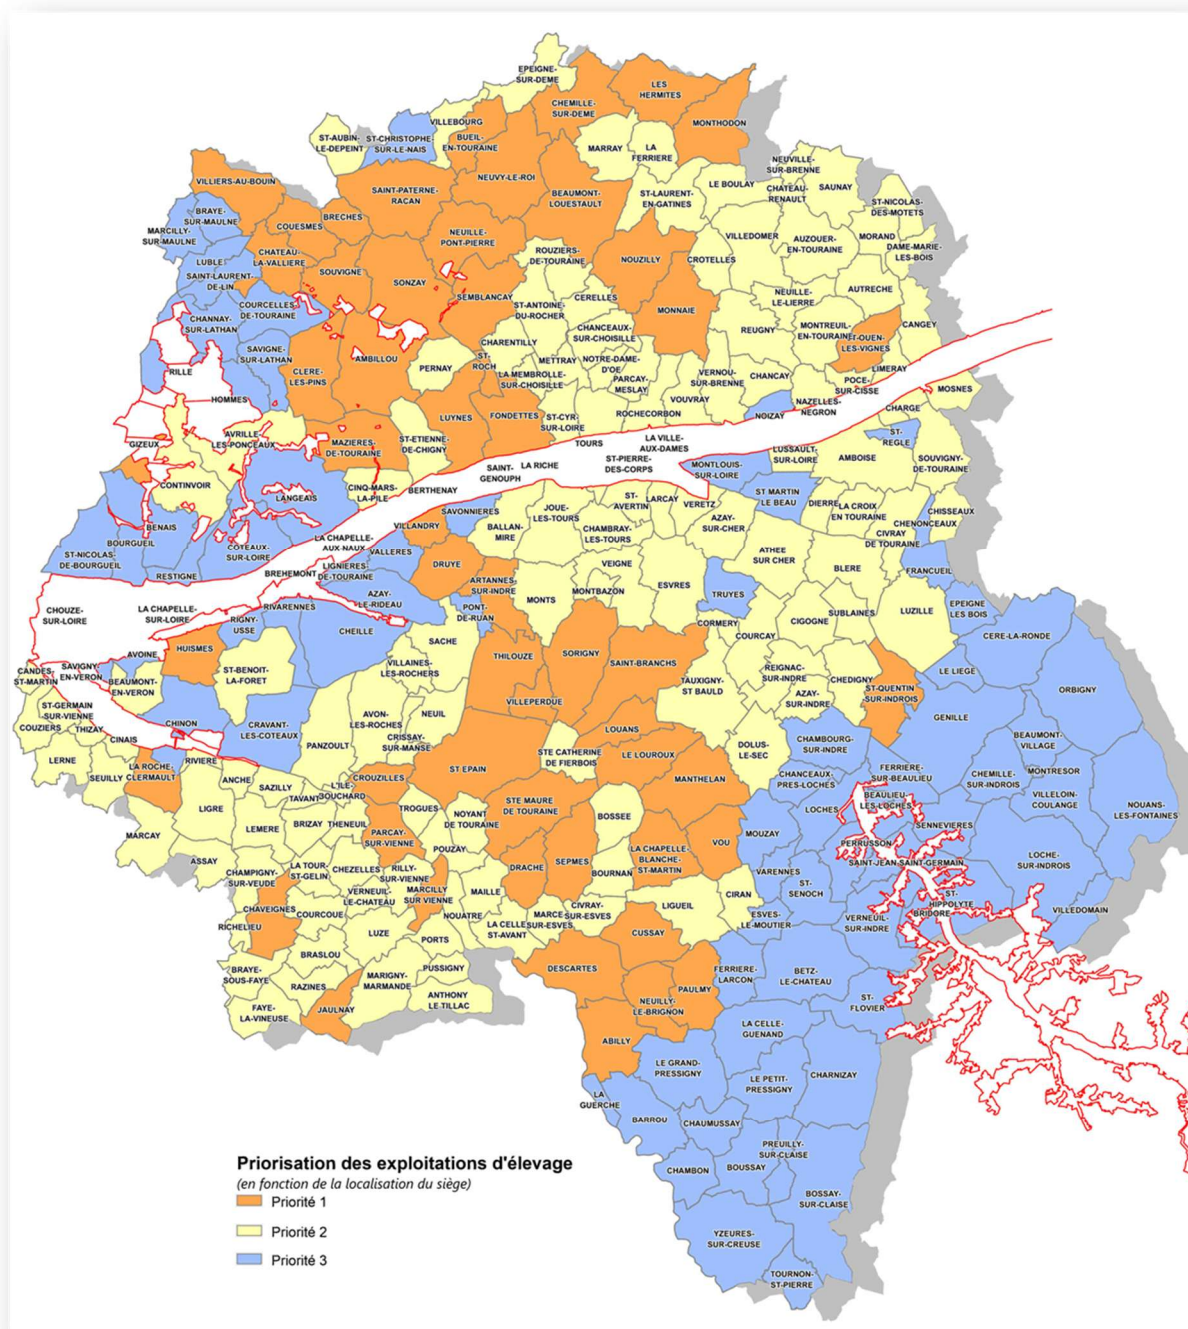 EPEIGNE-
SUR-DEME
LES
HERMITES
CHEMILLE-
SUR-DEME
MONTHODON
VILLEBOURG
ST-AUBIN-
LE-DEPEINT
ST-CHRISTOPHE-
SUR-LE-NAIS
BUEIL-
EN-TOURAINE
MARRAY
LA
FERRIERE
NEUVILLE-
SUR-BRENNE
VILLIERS-AU-BOUIN
SAINT-PATERNE-
RACAN
NEUVY-LE-ROI
BEAUMONT-
LOUESTAULT
ST-LAURENT-
EN-GATINES
LE BOULAY
CHATEAU-
RENAULT
SAUNAY
ST-NICOLAS-
DES-MOTETS
BRAYE-
SUR-MAULNE
MARCILLY-
SUR-MAULNE
COUESMES
BRECHES
NEUILLE-
PONT-PIERRE
VILLEDOMER
AUZOUER-
EN-TOURAINE
MORAND
DAME-MARIE-
LES-BOIS
LUBLE
CHATEAU-
LA-VALLIERE
SOUVIGNE
SONZAY
ROUZIERS-
DE-TOURAINE
NOUZILLY
CROTELLES
SAINT-LAURENT-
DE-LIN
COURCELLES-
DE-TOURAINE
SEMBLANCAY
ST-ANTOINE-
DU-ROCHER
CERELLES
MONNAIE
NEUILLE-
LE-LIERRE
AUTRECHE
CHANNAY-
SUR-LATHAN
CHANCEAUX-
SUR-CHOISILLE
REUGNY
MONTREUIL-
EN-TOURAINE
ST-OUEN-
LES-VIGNES
CANGEY
SAVIGNE-
SUR-LATHAN
AMBILLOU
PERNAY
ST-
ROCH
CHARENTILLY
METTRAY
NOTRE-DAME-
D'OE
LA MEMBROLLE-
SUR-CHOISILLE
PARCAY-
MESLAY
VERNOU-
SUR-BRENNE
CHANCAY
LIMERAY
POCE-
SUR-CISSE
MOSNES
RILLE
CLERE-
LES-PINS
HOMMES
LUYNES
FONDETTES
ST-CYR-
SUR-LOIRE
ROCHECORBON
VOUVRAY
NOIZAY
NAZELLES-
NEGRON
CHARGE
GIZEUX
AVRILLE-
LES-PONCEAUX
MAZIERES-
DE-TOURAINE
ST-ETIENNE-
DE-CHIGNY
TOURS
LA VILLE-
AUX-DAMES
LUSSAULT-
SUR-LOIRE
AMBOISE
ST-
REGLE
SOUVIGNY-
DE-TOURAINE
CONTINVOIR
LANGEAIS
CINQ-MARS-
LA-PILE
BERTHENAY
SAINT-
GENOUPH
LA RICHE
ST-PIERRE-
DES-CORPS
MONTLOUIS-
SUR-LOIRE
ST MARTIN
LE BEAU
BENAIS
BOURGUEIL
ST-NICOLAS-
DE-BOURGUEIL
RESTIGNE
COTEAUX-
SUR-LOIRE
LA CHAPELLE-
AUX-NAUX
VILLANDRY
SAVONNIERES
BALLAN-
MIRE
JOUE-
LES-TOURS
ST-
AVERTIN
LARCAY
VERETZ
CHAMBRAY-
LES-TOURS
AZAY-
SUR-CHER
DIERRE
LA CROIX
EN TOURAINE
CIVRAY
DE TOURAINE
CHENONCEAUX
CHISSEAUX
VALLERES
BREHEMONT
LIGNIERES
DE-TOURAINE
DRUYE
ARTANNES-
SUR-INDRE
VEIGNE
MONTS
MONTBAZON
ESVRES
TRUYES
ATHEE
SUR CHER
BLERE
FRANCUEIL
CHOUZE-
SUR-LOIRE
LA CHAPELLE-
SUR-LOIRE
RIVARENNES
AZAY-
LE-RIDEAU
RIGNY-
USSE
CHEILLE
PONT-
DE-RUAN
CORMERY
COURCAY
CIGOGNE
SUBLAINES
LUZILLE
EPEIGNE
LES BOIS
CERE-LA-RONDE
HUISMES
AVOINE
SACHE
THILOUZE
SORIGNY
SAINT-BRANCHS
CANDES-
ST-MARTIN
SAVIGNY-
EN-VERON
BEAUMONT-
EN-VERON
ST-BENOIT-
LA-FORET
VILLAINES-
LES-ROCHERS
TAUXIGNY-
ST BAULD
REIGNAC-
SUR-INDRE
CHEDIGNY
ST-QUENTIN
SUR-INDROIS
LE LIEGE
ORBIGNY
ST-GERMAIN
SUR-VIENNE
COUZIERS
THIZAY
CINAIS
CHINON
CRAVANT-
LES-COTEAUX
PANZOULT
AVON-
LES-ROCHES
NEUIL
CRISSAY-
SUR-MANSE
VILLEPERDUE
LOUANS
AZAY-
SUR-INDRE
GENILLE
LERNE
SEUILLY
LA ROCHE-
CLERMAULT
RIVIERE
ANCHE
SAZILLY
TAVANT
L'ILE-
BOUCHARD
CROUZILLES
ST EPAIN
STE CATHERINE
DE FIERBOIS
LE LOUROUX
MANTHELAN
DOLUS-
LE-SEC
CHAMBOURG-
SUR-INDRE
BEAUMONT-
VILLAGE
MONTRESOR
CHANCEAUX-
PRES-LOCHES
FERRIERE-
SUR-BEAULIEU
CHEMILLE-
SUR-INDROIS
VILLELOIN-
COULANGE
NOUANS-
LES-FONTAINES
LIGRE
LEMERE
BRIZAY
THENEUIL
TROGUES
NOYANT
DE TOURAINE
STE MAURE
DE TOURAINE
BOSSEE
LOCHES
BEAULIEU-
LES-LOCHES
SENNEVIERES
MARCAY
ASSAY
PARCAY-
SUR-VIENNE
POUZAY
VOU
MOUZAY
PERRUSSON
SAINT-JEAN-SAINT-GERMAIN
LOCHE-
SUR-INDROIS
CHAMPIGNY-
SUR-VEUDE
LA TOUR-
ST-GELIN
CHEZELLES
RILLY-
SUR-VIENNE
VERNEUIL-
LE-CHATEAU
MARCILLY
SUR VIENNE
MAILLE
DRACHE
SEPMES
BOURNAN
LA CHAPELLE-
BLANCHE-
ST-MARTIN
VARENNES
ST-
SENOCH
ST-
HIPPOLYTE
BRIDORE
VILLEDOMAIN
CHAVEIGNES
RICHELIEU
COURCOUE
LUZE
NOUATRE
LA CELLE-
ST-AVANT
MARCE-
SUR-ESVES
CIVRAY-
SUR-ESVES
LIGUEIL
CIRAN
ESVES-
LE-MOUTIER
VERNEUIL-
SUR-INDRE
BRASLOU
PORTS
CUSSAY
BRAYE-
SOUS-FAYE
RAZINES
MARIGNY-
MARMANDE
PUSSIGNY
DESCARTES
FERRIERE-
LARCON
BETZ-
LE-CHATEAU
FAYE-
LA-VINEUSE
JAULNAY
ANTHONY
LE TILLAC
NEUILLY-
LE-BRIGNON
PAULMY
ST-
FLOVIER
ABILLY
LA CELLE-
GUENAND
LE GRAND-
PRESSIGNY
LE PETIT-
PRESSIGNY
CHARNIZAY
LA
GUERCHE
BARROU
CHAUMUSSAY
PREUILLY-
SUR-CLAISE
CHAMBON
BOUSSAY
BOSSAY-
SUR-CLAISE
YZEURES-
SUR-CREUSE
TOURNON-
ST-PIERRE
Priorisation des exploitations d'élevage
(en fonction de la localisation du siège)
Priorité 1
Priorité 2
Priorité 3